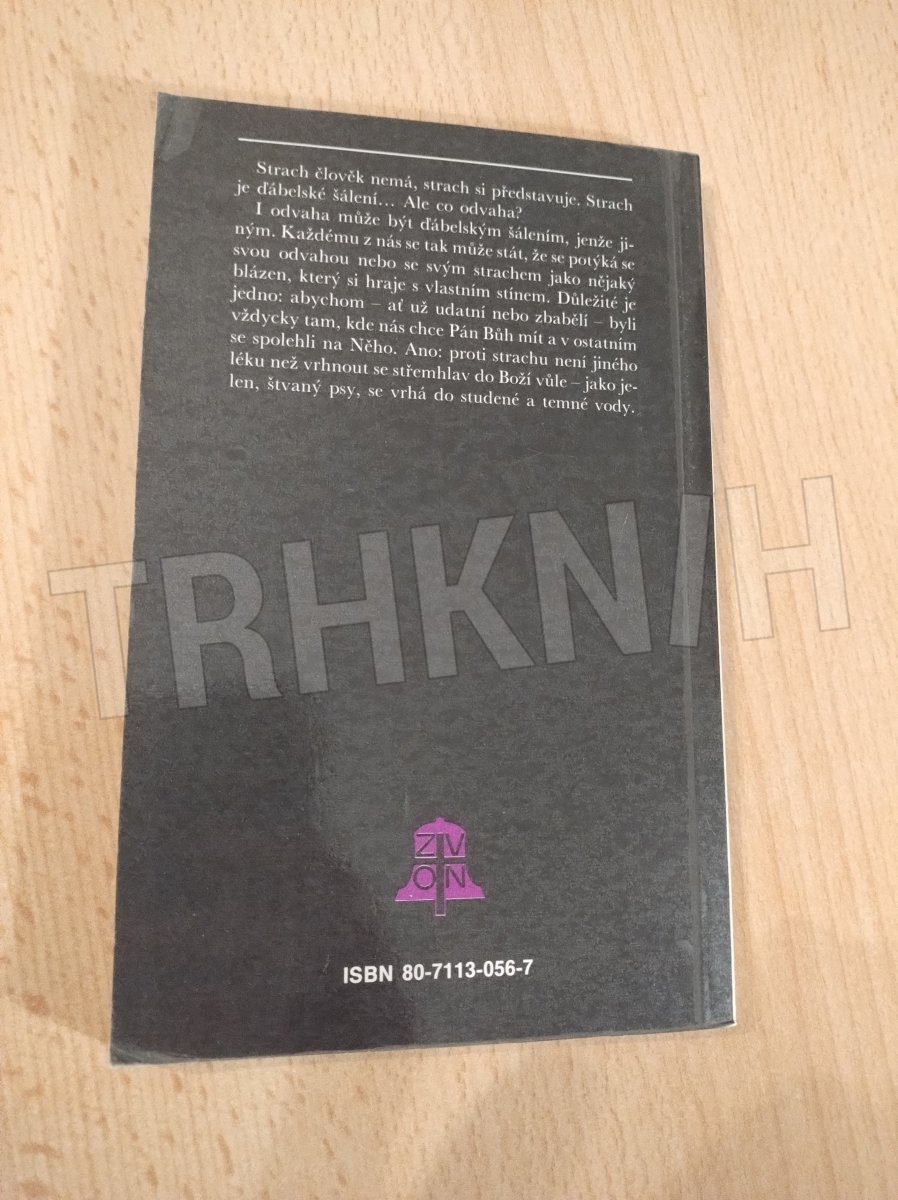 Strach člověk nemá, strach si představuje. Strach
je ďábelské šálení... Ale co odvaha?
I odvaha může být ďábelským šálením, jenže ji-
ným. Každému z nás se tak může stát, že se potýká se
svou odvahou nebo se svým strachem jako nějaký
blázen, který si hraje s vlastním stínem. Důležité je
jedno: abychom – ať už udatní nebo zbabělí – byli
vždycky tam, kde nás chce Pán Bůh mít a v ostatním
se spolehli na Něho. Ano: proti strachu není jiného
léku než vrhnout se střemhlav do Boží vůle – jako je-
len, štvaný psy, se vrhá do studené a temné vody.
TRHKNIH
ZV
ON
ISBN 80-7113-056-7